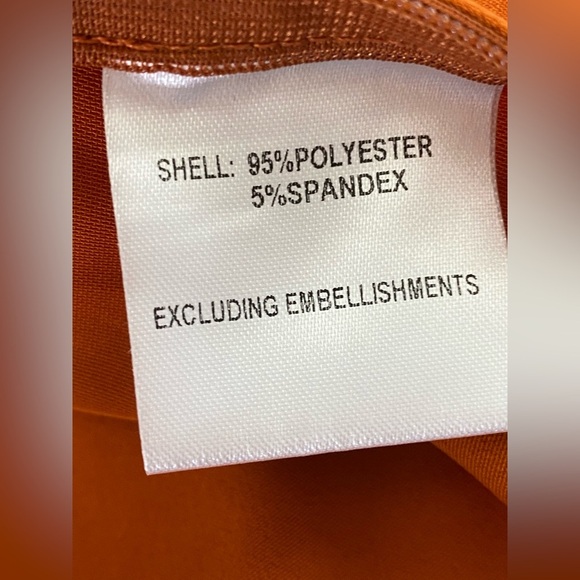 SHELL: 95%POLYESTER
5%SPANDEX
EXCLUDING EMBELLISHMENTS